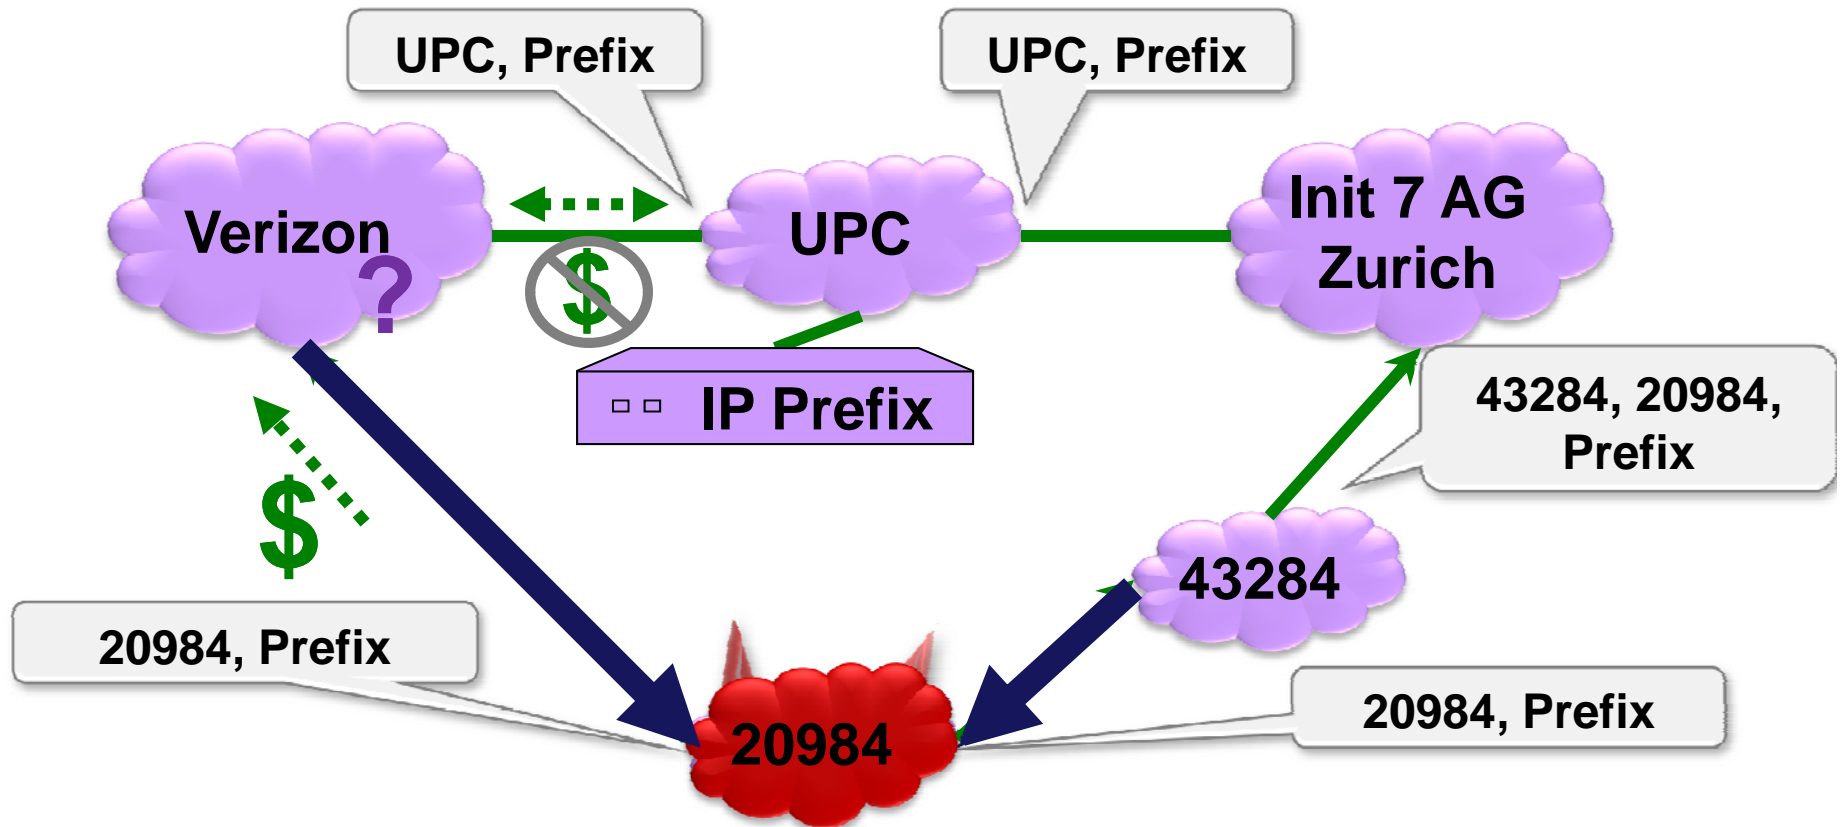 UPC, Prefix
UPC, Prefix
Verizon
?
UPC
Init 7 AG
Zurich
$
IP Prefix
43284, 20984,
Prefix
$
43284
20984, Prefix
20984, Prefix
20984